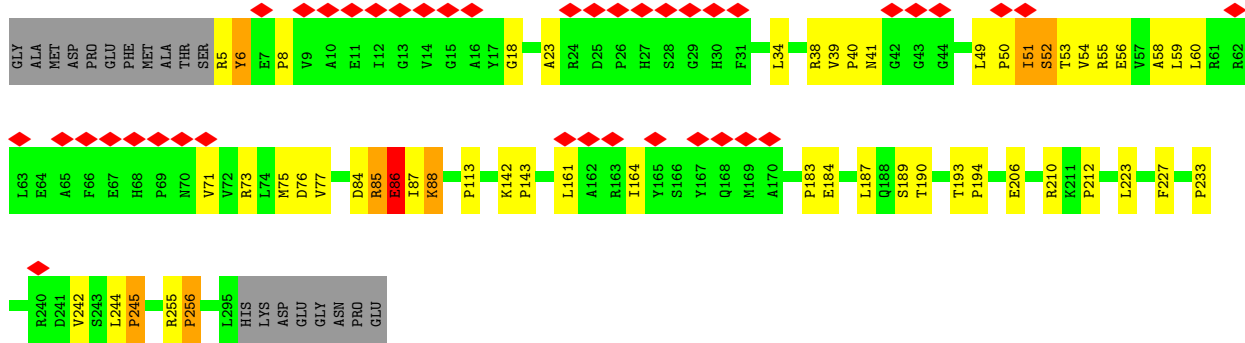 GLY ALA MET ASP PRO GLU PHE MET ALA THR SER R5 Y6 E7 P8 V9 A10 E11 I12 G13 V14 G15 A16 Y17 G18 A23 R24 D25 P26 H27 S28 G29 H30 F31 L34 R38 V39 P40 N41 G42 G43 G44 L49 P50 I51 S52 T53 V54 R55 E56 V57 A58 L59 L60 R61 R62
L63 E64 A65 F66 E67 H68 P69 N70 V71 V72 R73 L74 M75 D76 V77 D84 R85 E86 I87 K88 P113 K142 P143 L161 A162 R163 I164 Y165 S166 Y167 Q168 M169 A170 P183 E184 L187 Q188 S189 T190 T193 P194 E206 R210 K211 P212 L223 F227 P233
R240 D241 V242 S243 L244 P245 R255 P256 L295 HIS LYS ASP GLU GLY ASN PRO GLU